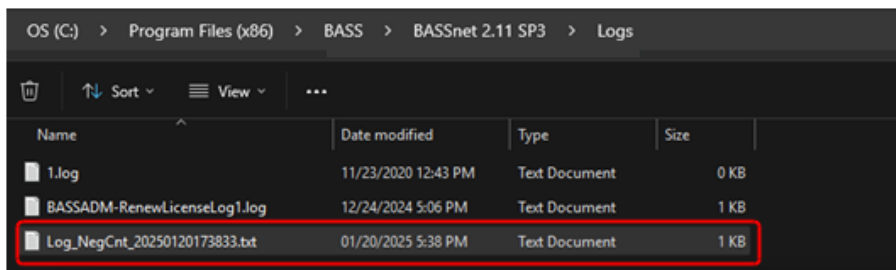 OS (C:) > Program Files (x86) > BASS > BASSnet 2.11 SP3 > Logs
Sort View ...
Name Date modified Type Size
1.log 11/23/2020 12:43 PM Text Document 0 KB
BASSADM-RenewLicenseLog1.log 12/24/2024 5:06 PM Text Document 1 KB
Log_NegCnt_20250120173833.txt 01/20/2025 5:38 PM Text Document 1 KB